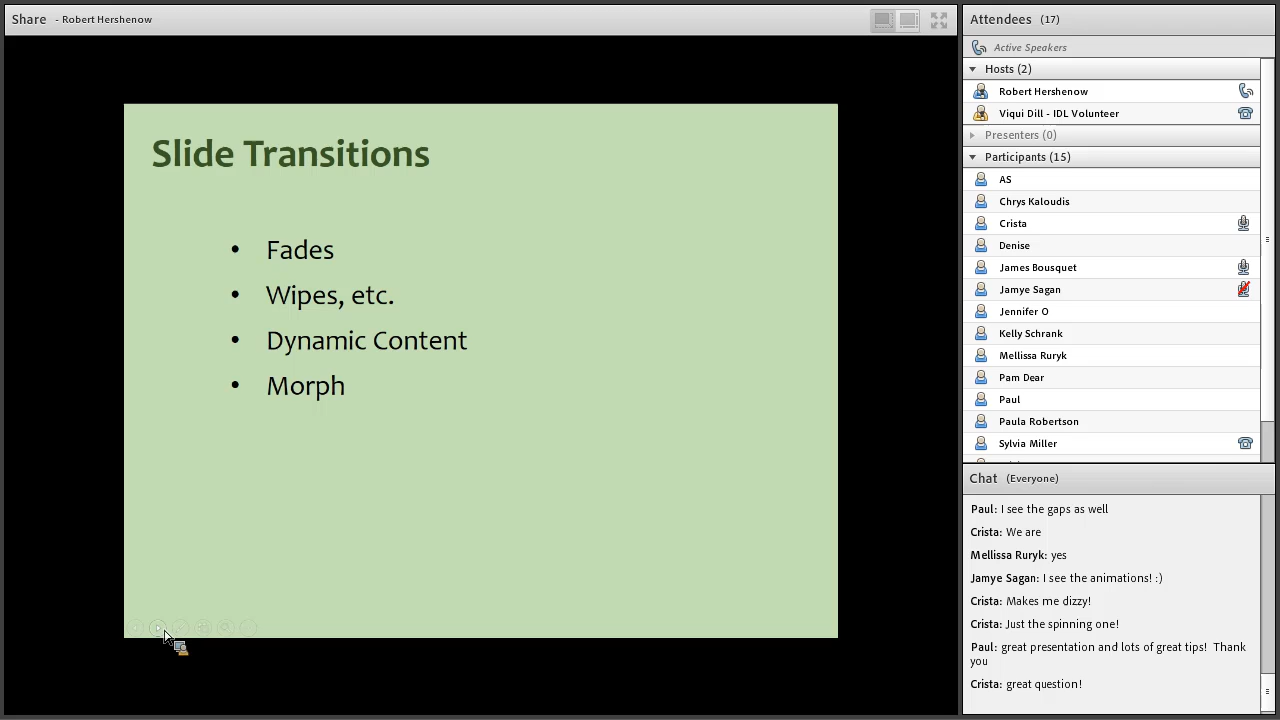 Share - Robert Hershenow
Slide Transitions
• Fades
• Wipes, etc.
• Dynamic Content
• Morph
Attendees (17)
Active Speakers
Hosts (2)
Robert Hershenow
Viqui Dill - IDL Volunteer
Presenters (0)
Participants (15)
AS
Chrys Kaloudis
Crista
Denise
James Bousquet
Jamye Sagan
Jennifer O
Kelly Schrank
Mellissa Ruryk
Pam Dear
Paul
Paula Robertson
Sylvia Miller
Chat (Everyone)
Paul: I see the gaps as well
Crista: We are
Mellissa Ruryk: yes
Jamye Sagan: I see the animations! :)
Crista: Makes me dizzy!
Crista: Just the spinning one!
Paul: great presentation and lots of great tips! Thank
you
Crista: great question!